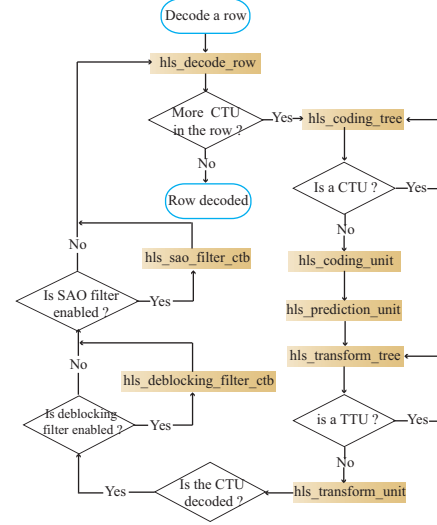 Decode a row
hls_decode_row
More CTU
in the row ?
Yes
hls_coding_tree
No
Is a CTU ?
Yes
Row decoded
No
No
hls_sao_filter_ctb
hls_coding_unit
Is SAO filter
enabled ?
Yes
hls_prediction_unit
hls_transform_tree
No
hls_deblocking_filter_ctb
Is deblocking
filter enabled ?
Yes
is a TTU ?
Yes
No
Is the CTU
decoded ?
Yes
hls_transform_unit